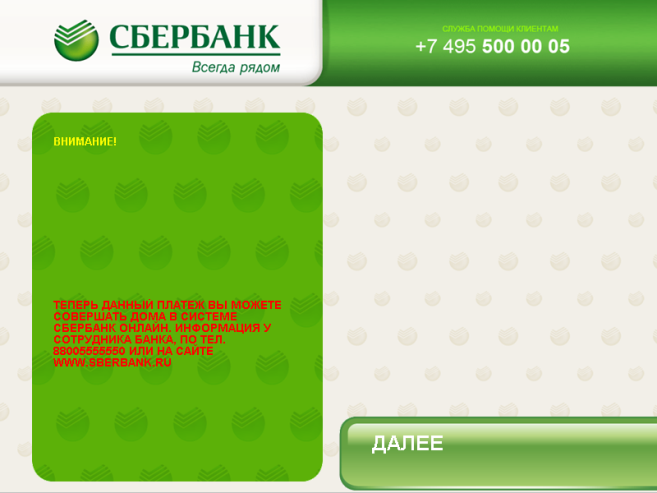 СБЕРБАНК
Всегда рядом
СЛУЖБА ПОМОЩИ КЛИЕНТАМ
+7 495 500 00 05
ВНИМАНИЕ!
ТЕПЕРЬ ДАННЫЙ ПЛАТЕЖ ВЫ МОЖЕТЕ
СОВЕРШАТЬ ДОМА В СИСТЕМЕ
СБЕРБАНК ОНЛАЙН. ИНФОРМАЦИЯ У
СОТРУДНИКА БАНКА, ПО ТЕЛ.
88005555550 ИЛИ НА САЙТЕ
WWW.SBERBANK.RU
ДАЛЕЕ